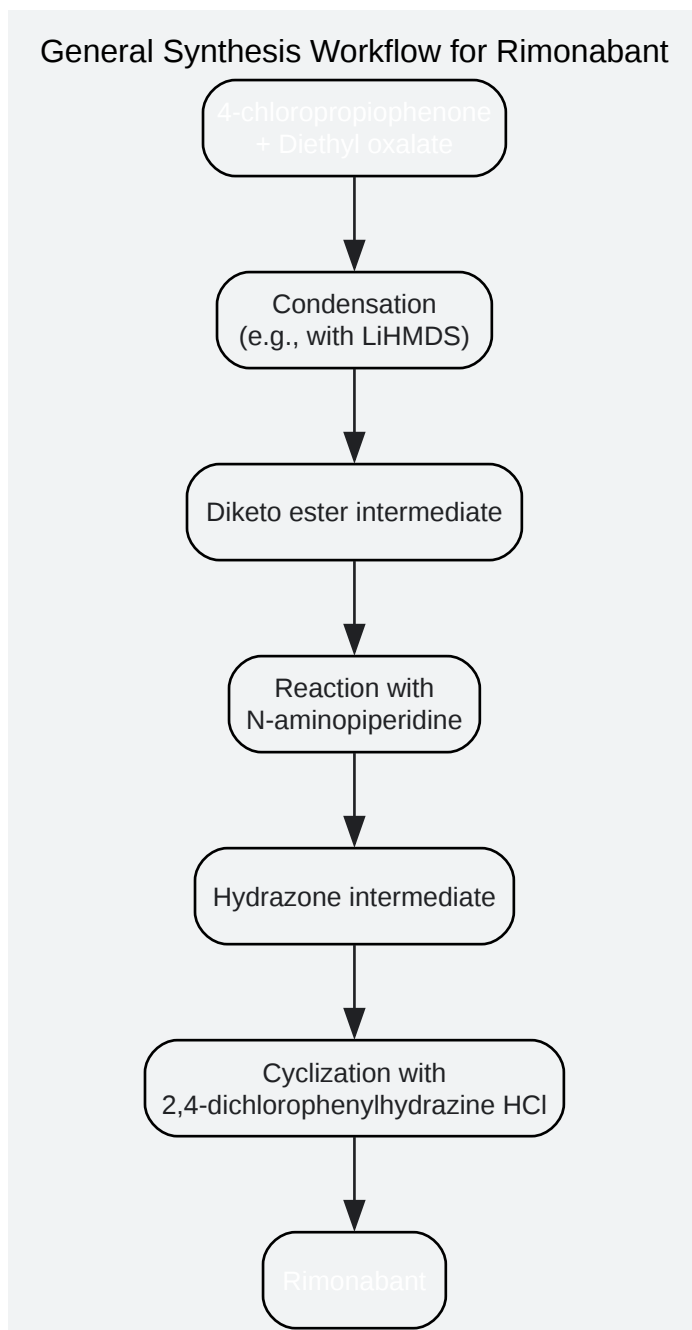 General Synthesis Workflow for Rimonabant
4-chloropropiophenone
+ Diethyl oxalate
Condensation
(e.g., with LiHMDS)
Diketo ester intermediate
Reaction with
N-aminopiperidine
Hydrazone intermediate
Cyclization with
2,4-dichlorophenylhydrazine HCl
Rimonabant